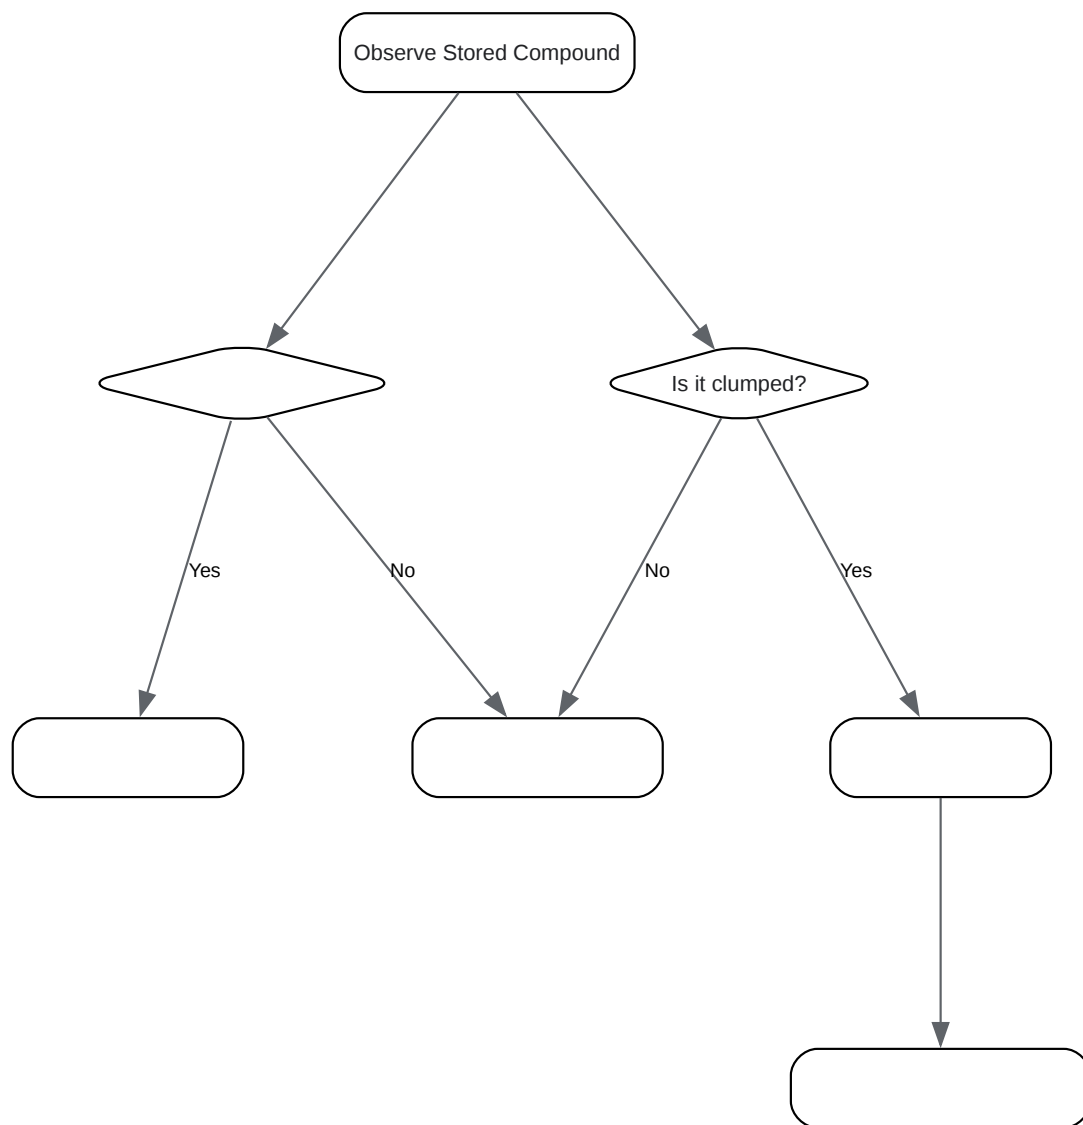 Observe Stored Compound
Is it clumped?
Yes
No
No
Yes